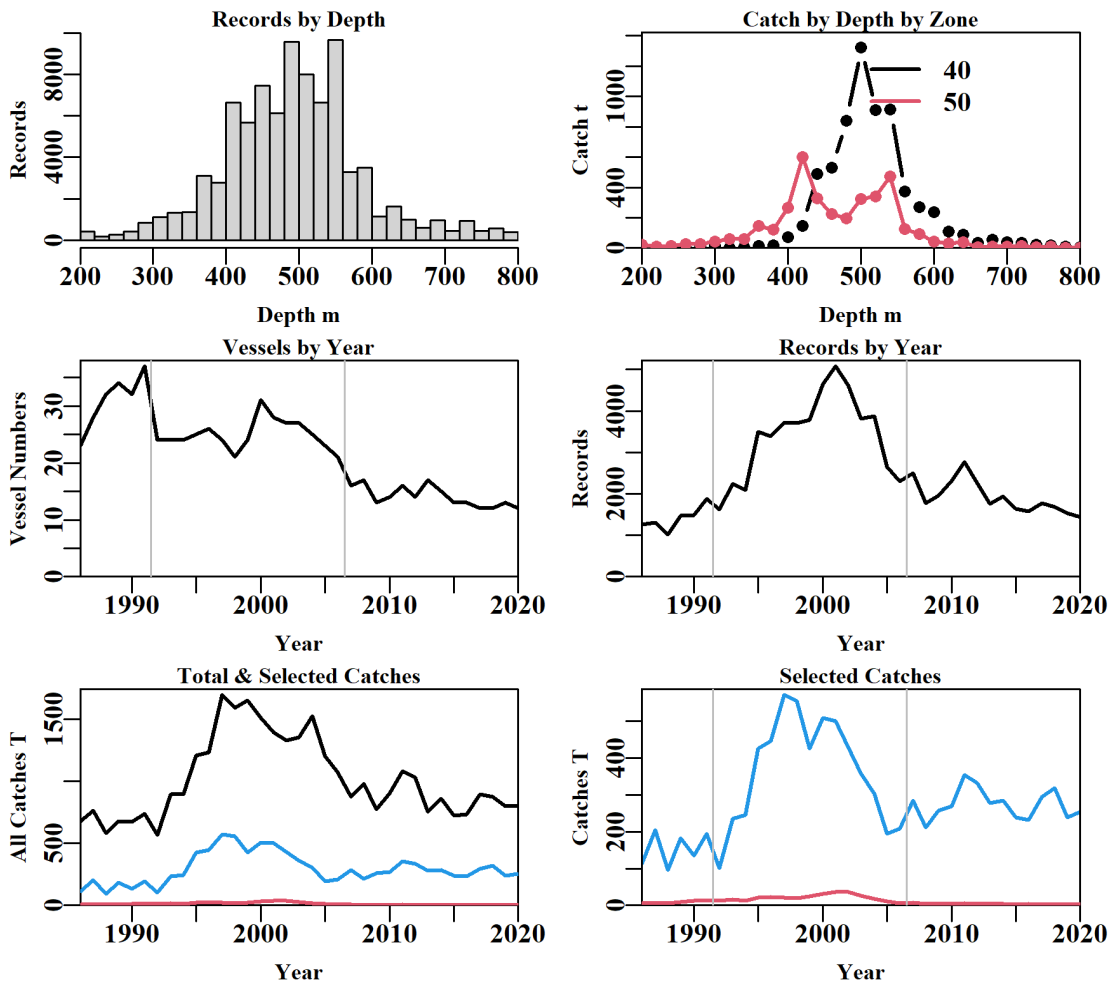 Records by Depth
Records
0 4000 8000
200 300 400 500 600 700 800
Depth m
Catch by Depth by Zone
Catch t
0 400 1000
40
50
200 300 400 500 600 700 800
Depth m
Vessels by Year
Vessel Numbers
0 10 20 30
1990 2000 2010 2020
Year
Records by Year
Records
0 2000 4000
1990 2000 2010 2020
Year
Total & Selected Catches
All Catches T
0 500 1500
1990 2000 2010 2020
Year
Selected Catches
Catches T
0 200 400
1990 2000 2010 2020
Year